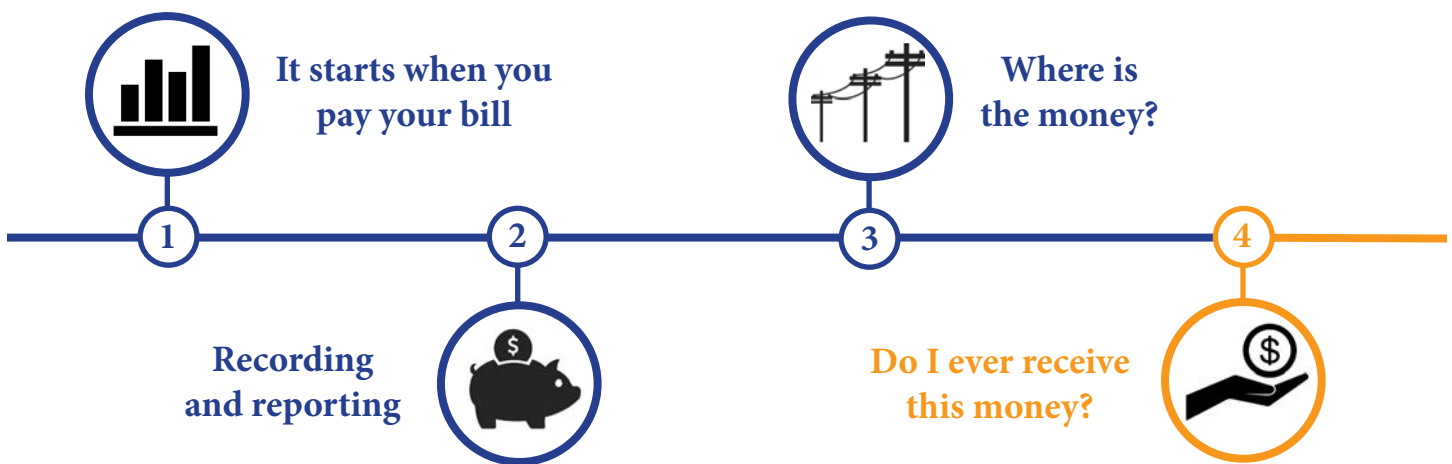 It starts when you
pay your bill
Where is
the money?
1
2
3
4
$
Recording
and reporting
Do I ever receive
this money?
$